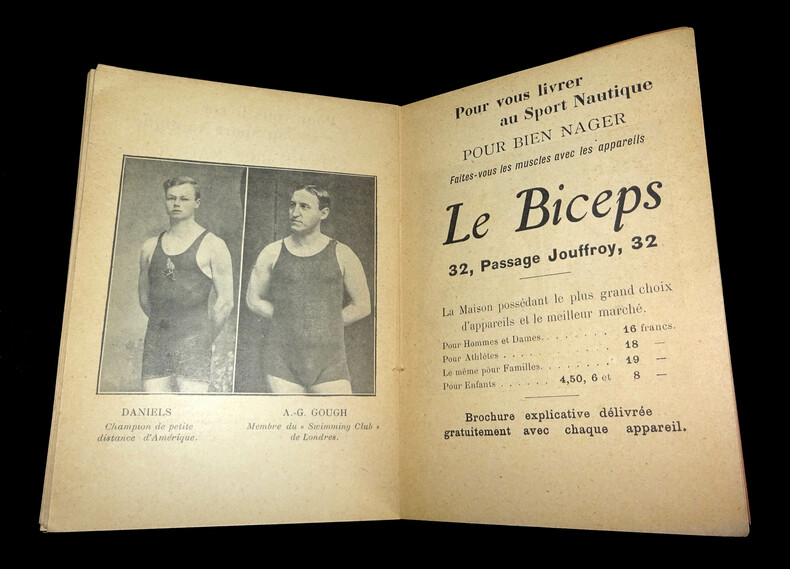 DANIELS
Champion de petite
distance d'Amérique.
A.-G. GOUGH
Membre du « Swimming Club »
de Londres.
Pour vous livrer
au Sport Nautique
POUR BIEN NAGER
Faites-vous les muscles avec les appareils
Le Biceps
32, Passage Jouffroy, 32
La Maison possédant le plus grand choix
d'appareils et le meilleur marché.
Pour Hommes et Dames. . . . . . . . 16 francs.
Pour Athlètes . . . . . . . . . . 18 —
Le même pour Familles. . . . . . . . 19 —
Pour Enfants . . . . . . . 4,50, 6 et 8 —
Brochure explicative délivrée
gratuitement avec chaque appareil.